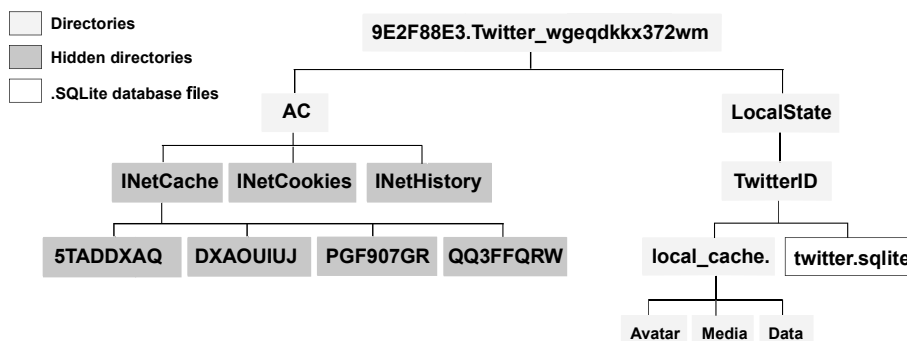 Directories
Hidden directories
.SQLite database files
9E2F88E3.Twitter_wgeqdkkx372wm
AC
LocalState
INetCache INetCookies INetHistory
TwitterID
5TADDXAQ DXAOUIUJ PGF907GR QQ3FFQRW
local_cache. twitter.sqlite
Avatar Media Data